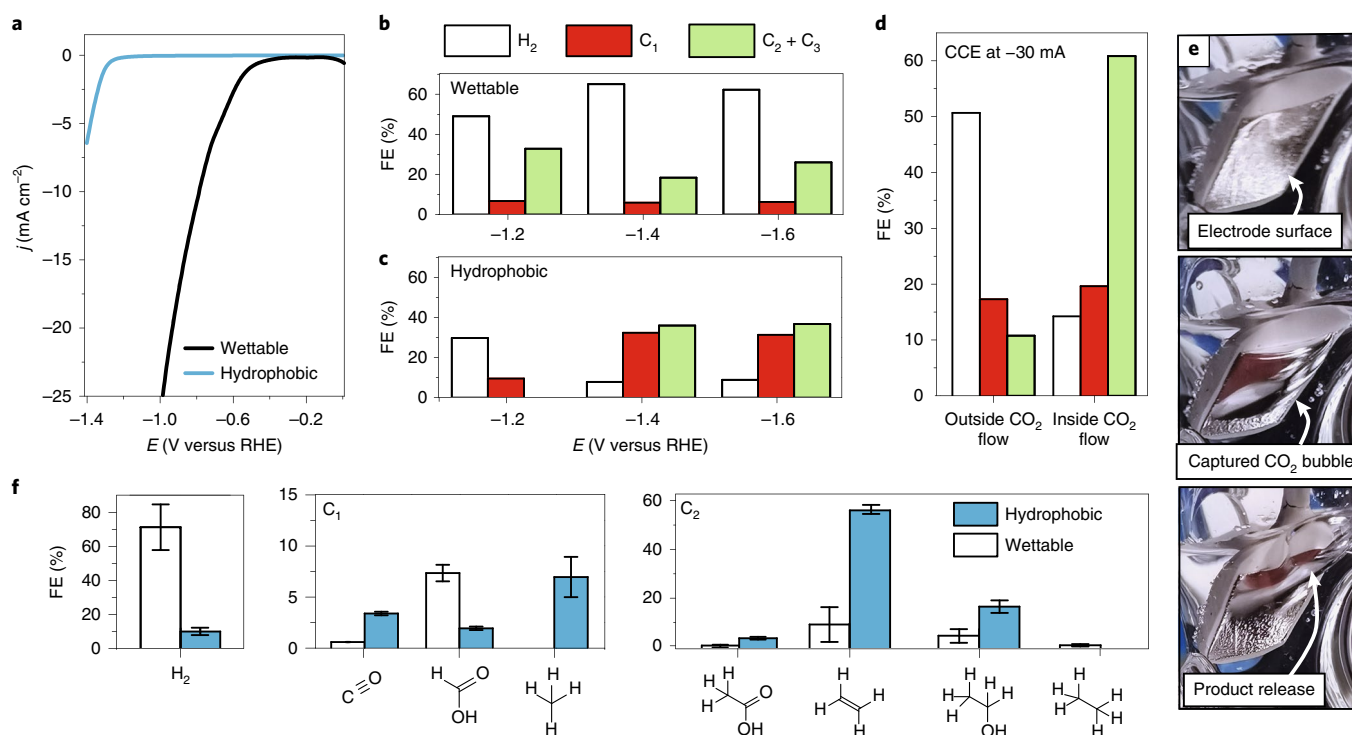 a
0
−5
−10
−15
−20
−25
j (mA cm⁻²)
Wettable
Hydrophobic
−1.4 −1.0 −0.6 −0.2
E (V versus RHE)
b
H₂ C₁ C₂ + C₃
Wettable
60
40
20
0
FE (%)
−1.2 −1.4 −1.6
c
Hydrophobic
60
40
20
0
FE (%)
−1.2 −1.4 −1.6
E (V versus RHE)
d
CCE at −30 mA
60
50
40
30
20
10
0
FE (%)
Outside CO₂ Inside CO₂
flow flow
e
Electrode surface
Captured CO₂ bubble
Product release
f
80
60
40
20
0
FE (%)
H₂
C₁
15
10
5
0
C O
H O
OH
H
H H
H
C₂
60
40
20
0
Hydrophobic
Wettable
H
H O
H
OH
H H
H H
H H
H H
H H
OH
H H
H H
H H